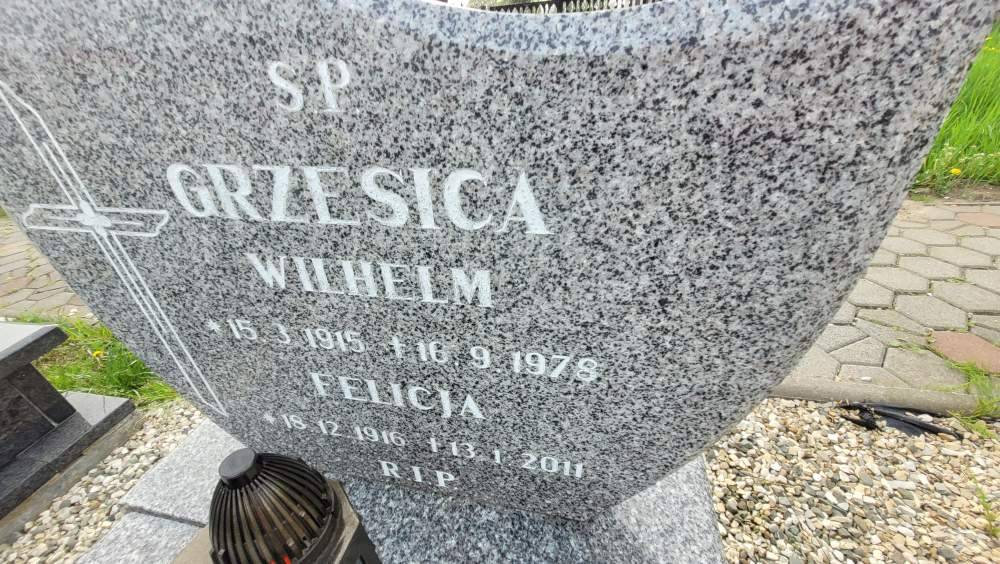 S.P
GRZESICA
WILHELM
* 15. 3. 1915 † 16. 9. 1978
FELICJA
* 18.12.1916 † 13.1.2011
R.I.P